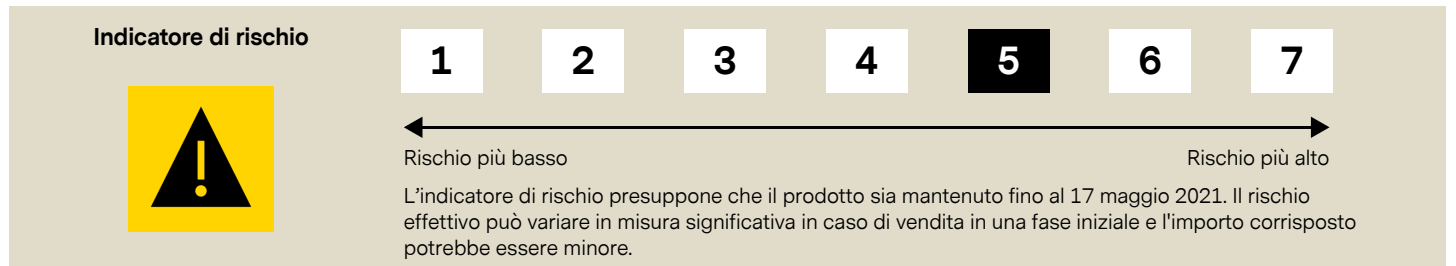 Indicatore di rischio
1 2 3 4 5 6 7
Rischio più basso
Rischio più alto
L'indicatore di rischio presuppone che il prodotto sia mantenuto fino al 17 maggio 2021. Il rischio
effettivo può variare in misura significativa in caso di vendita in una fase iniziale e l'importo corrisposto
potrebbe essere minore.